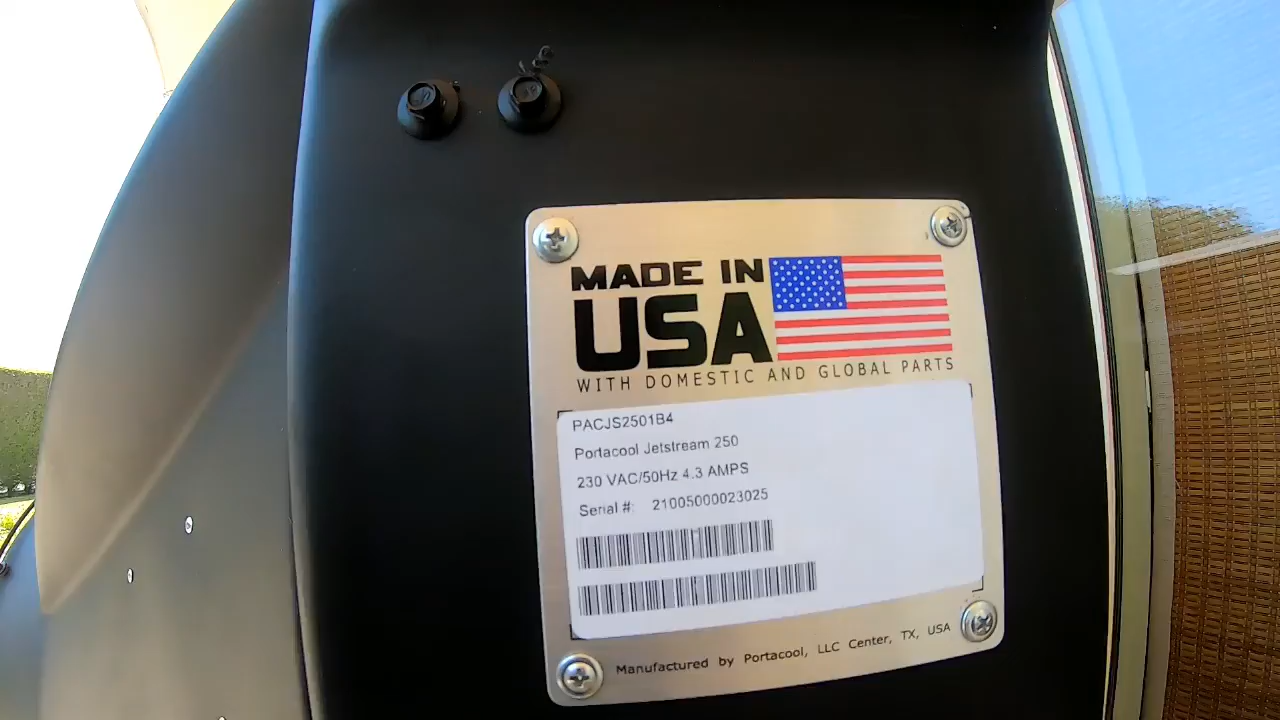 MADE IN
USA
WITH DOMESTIC AND GLOBAL PARTS
PACJS2501B4
Portacool Jetstream 250
230 VAC/50Hz 4.3 AMPS
Serial #: 21005000023025
Manufactured by Portacool, LLC Center, TX, USA